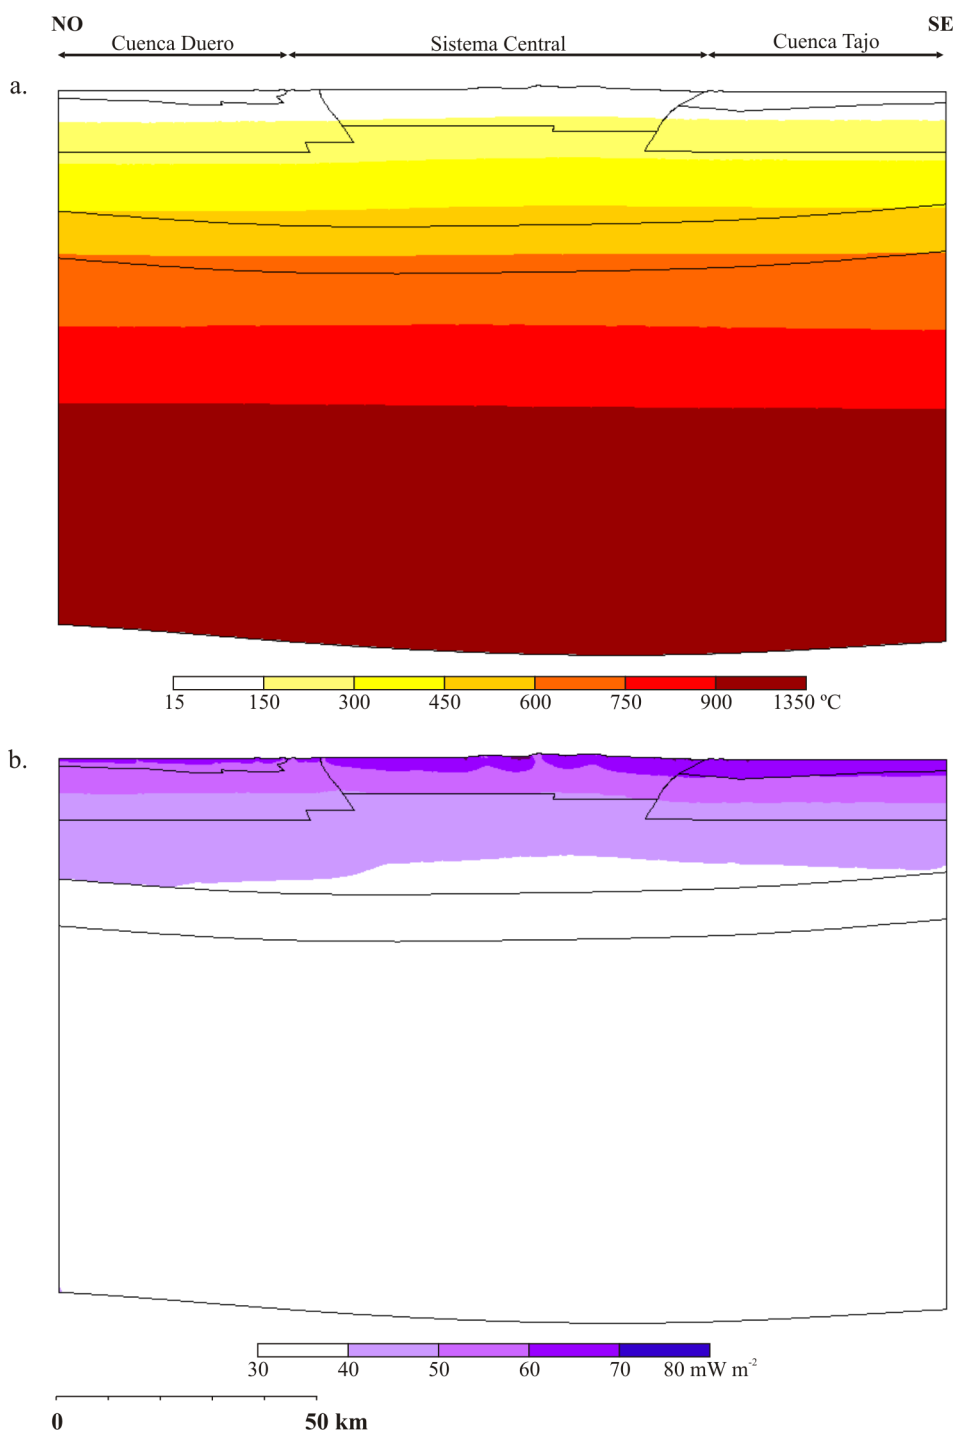 NO SE
Cuenca Duero Sistema Central Cuenca Tajo
a.
15 150 300 450 600 750 900 1350 ºC
b.
30 40 50 60 70 80 mW m⁻²
0 50 km